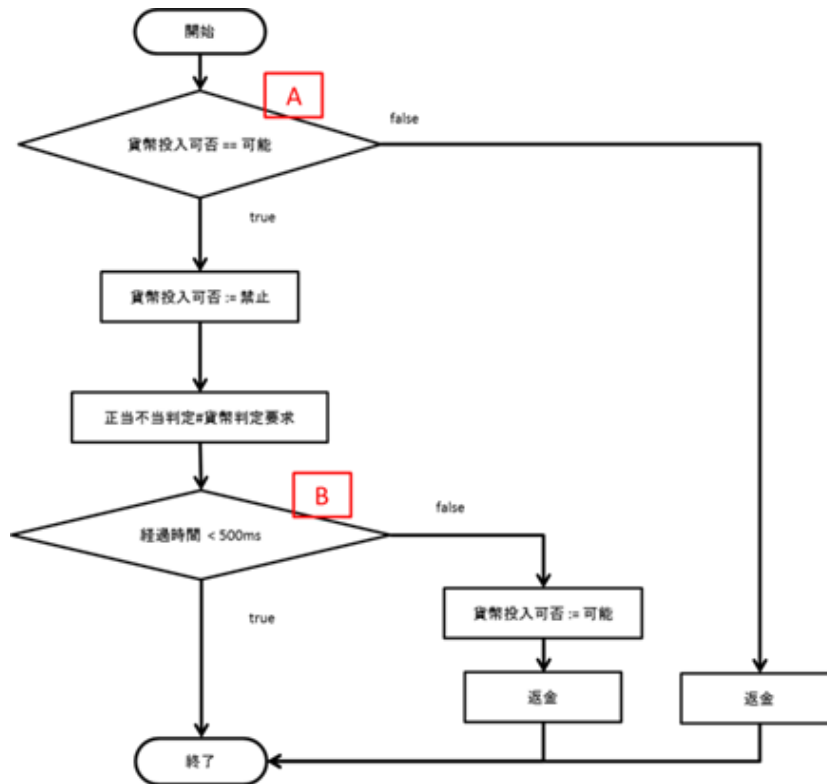 開始
A
false
貨幣投入可否 == 可能
true
貨幣投入可否 := 禁止
正当不当判定#貨幣判定要求
B
false
経過時間 < 500ms
貨幣投入可否 := 可能
true
返金
返金
終了